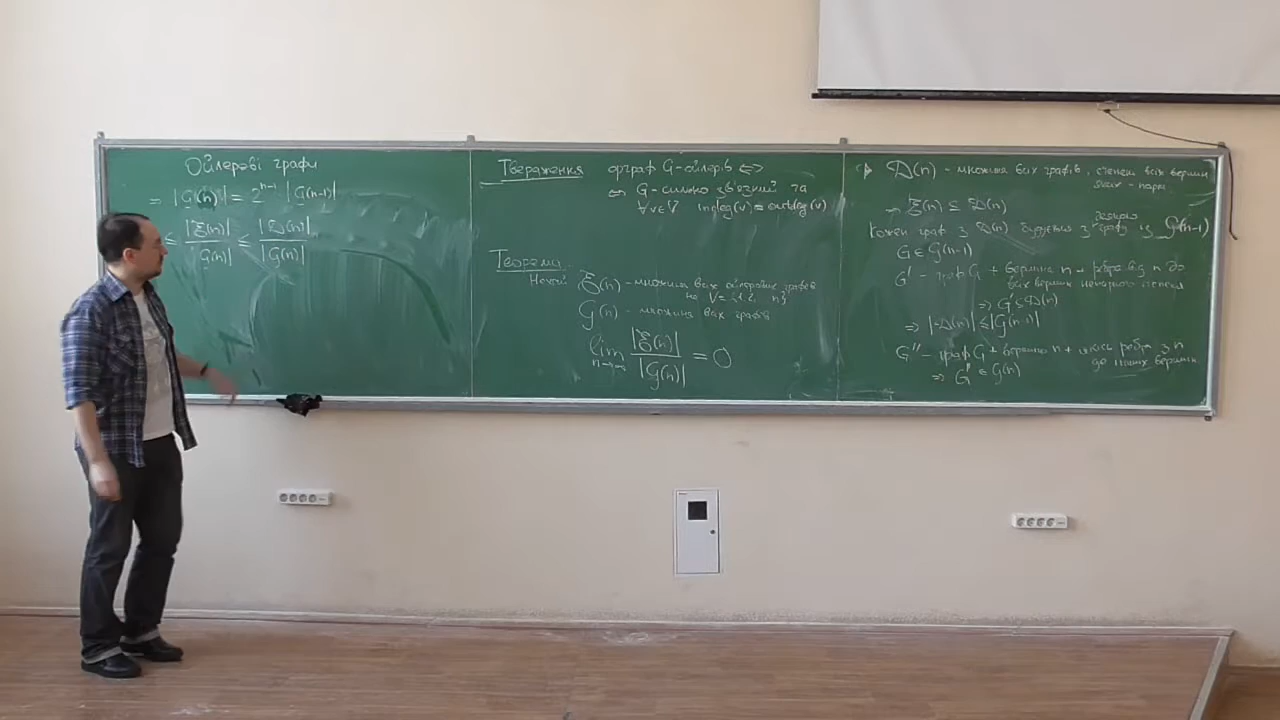 Ойлерові графи
⇒ |G(n)| = 2^{n-1} |G(n-1)|
≤ |ℰ(n)| / |G(n)| ≤ |𝒟(n)| / |G(n)|
Твердження орграф G-ойлерів ⇔
⇔ G-сильно зв'язний та
∀v∈V indeg(v) = outdeg(v)
Теорема
Нехай ℰ(n) - множина всіх ойлерових графів
на V={1,2, n}
G(n) - множина всіх графів
lim n→∞ |ℰ(n)| / |G(n)| = 0
𝒟(n) - множина всіх графів, степені всіх вершин
яких - парні
⇒ ℰ(n) ⊆ 𝒟(n)
Кожен граф з 𝒟(n) будується з деякого графу із G(n-1)
G ∈ G(n-1)
G' - граф G + вершина n + ребра від n до
всіх вершин непарного степеня
⇒ G' ∈ 𝒟(n)
⇒ |𝒟(n)| ≤ |G(n-1)|
G'' - граф G + вершина n + якісь ребра з n
до інших вершин
⇒ G'' ∈ G(n)